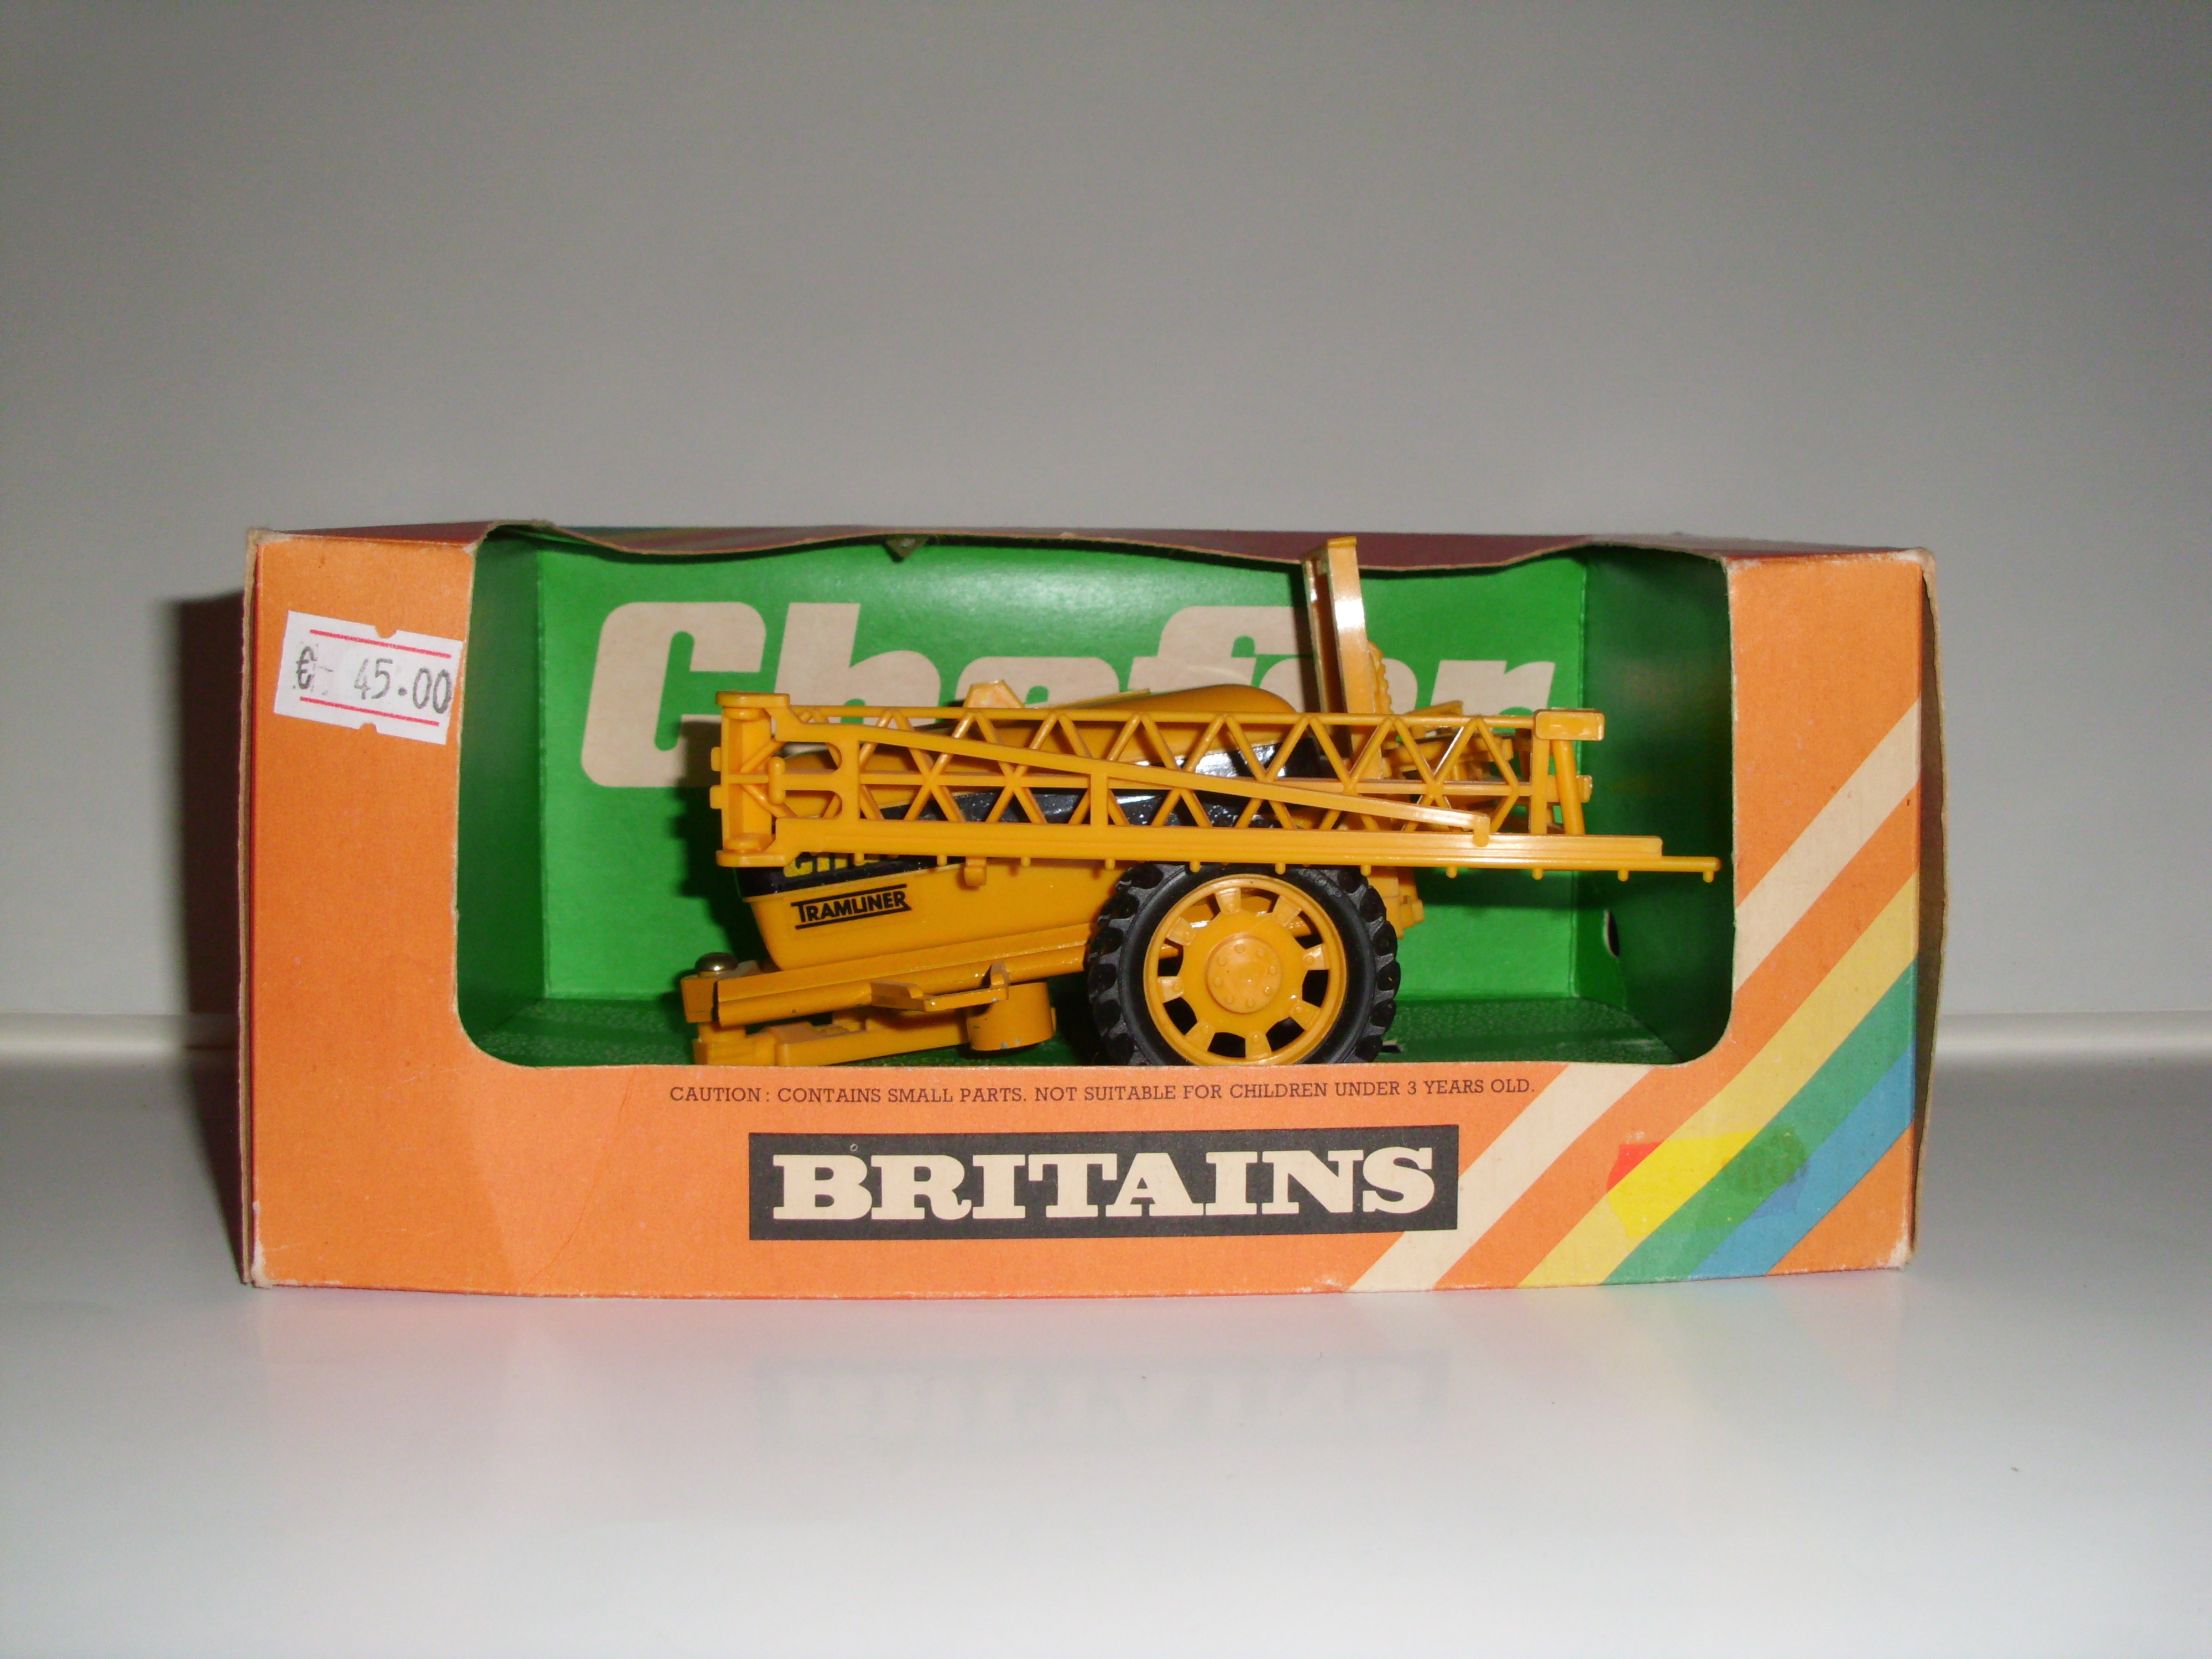 Chafer
€ 45.00
TRAMLINER
CAUTION : CONTAINS SMALL PARTS. NOT SUITABLE FOR CHILDREN UNDER 3 YEARS OLD.
BRITAINS